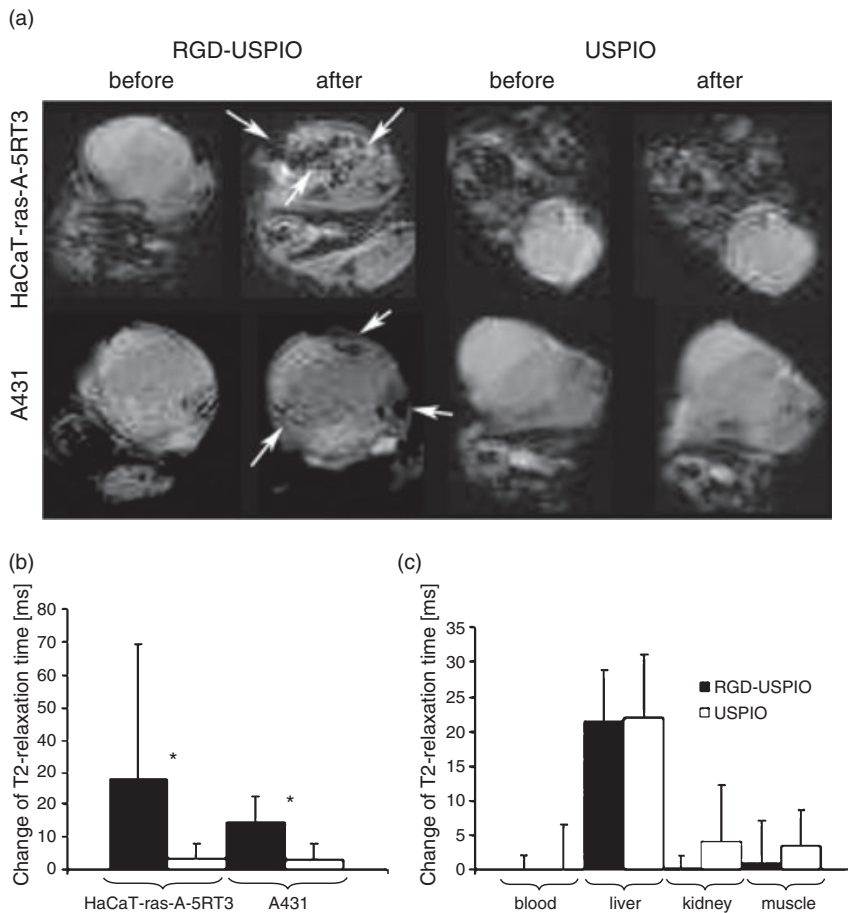 (a)
RGD-USPIO USPIO
before after before after
HaCaT-ras-A-5RT3
A431
(b)
Change of T2-relaxation time [ms]
80
70
60
50
40
20
20
10
0
*
*
HaCaT-ras-A-5RT3 A431
(c)
Change of T2-relaxation time [ms]
35
30
25
20
15
10
5
0
RGD-USPIO
USPIO
blood liver kidney muscle